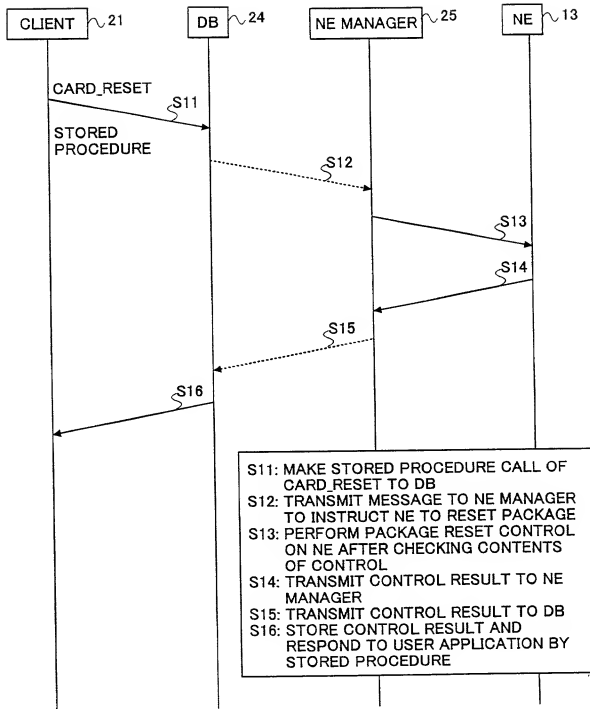 CLIENT 21
DB 24
NE MANAGER 25
NE 13
CARD_RESET
S11
STORED
PROCEDURE
S12
S13
S14
S15
S16
S11: MAKE STORED PROCEDURE CALL OF
CARD_RESET TO DB
S12: TRANSMIT MESSAGE TO NE MANAGER
TO INSTRUCT NE TO RESET PACKAGE
S13: PERFORM PACKAGE RESET CONTROL
ON NE AFTER CHECKING CONTENTS
OF CONTROL
S14: TRANSMIT CONTROL RESULT TO NE
MANAGER
S15: TRANSMIT CONTROL RESULT TO DB
S16: STORE CONTROL RESULT AND
RESPOND TO USER APPLICATION BY
STORED PROCEDURE